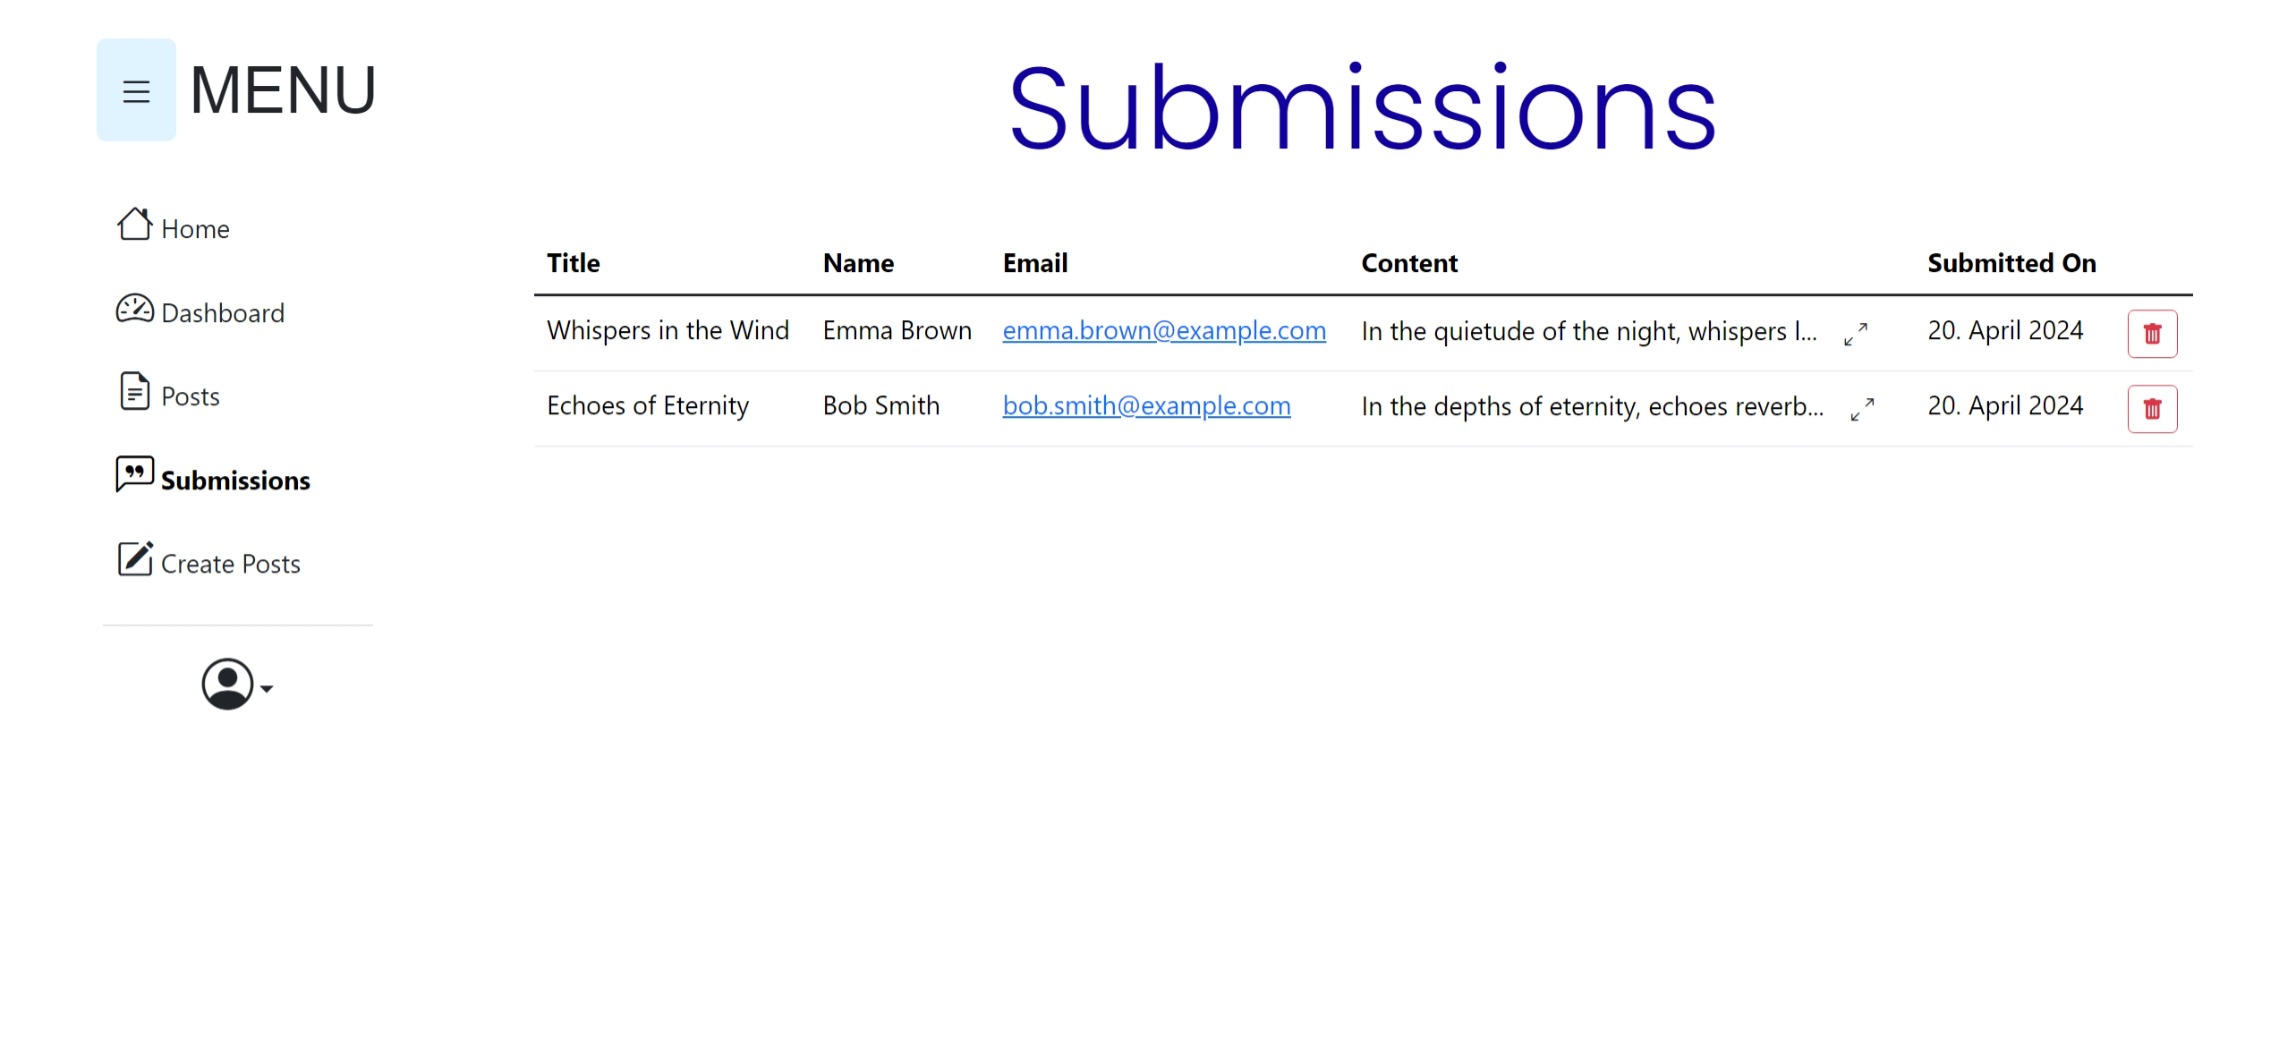 MENU
Submissions
Home
Dashboard
Posts
Submissions
Create Posts
Title Name Email Content Submitted On
Whispers in the Wind Emma Brown emma.brown@example.com In the quietude of the night, whispers l... 20. April 2024
Echoes of Eternity Bob Smith bob.smith@example.com In the depths of eternity, echoes reverb... 20. April 2024